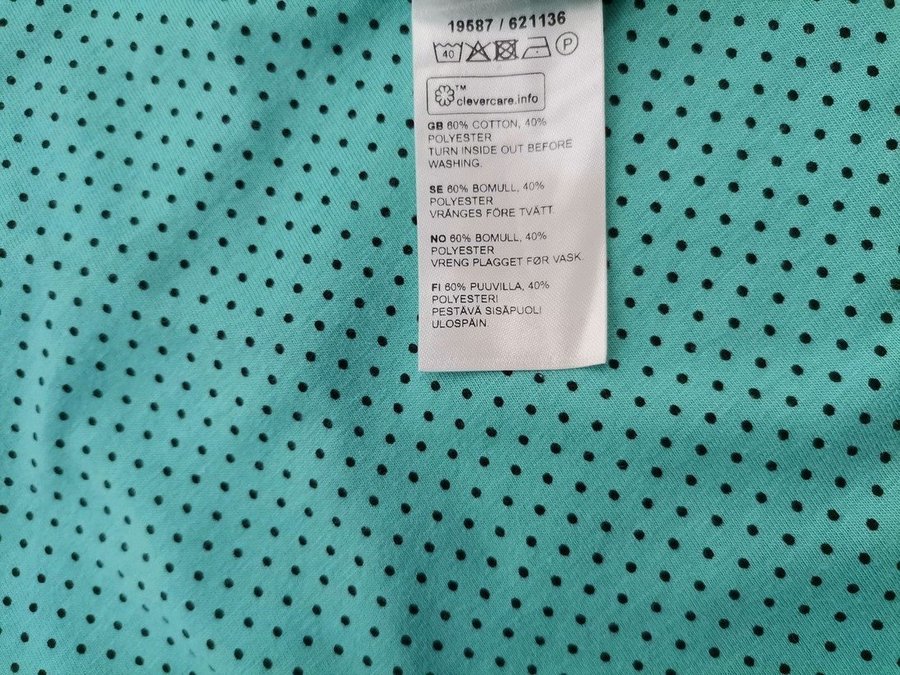 19587 / 621136
40 P
™
clevercare.info
GB 60% COTTON, 40%
POLYESTER
TURN INSIDE OUT BEFORE
WASHING.
SE 60% BOMULL, 40%
POLYESTER
VRÄNGES FÖRE TVÄTT.
NO 60% BOMULL, 40%
POLYESTER
VRENG PLAGGET FØR VASK.
FI 60% PUUVILLA, 40%
POLYESTERI
PESTÄVÄ SISÄPUOLI
ULOSPÄIN.